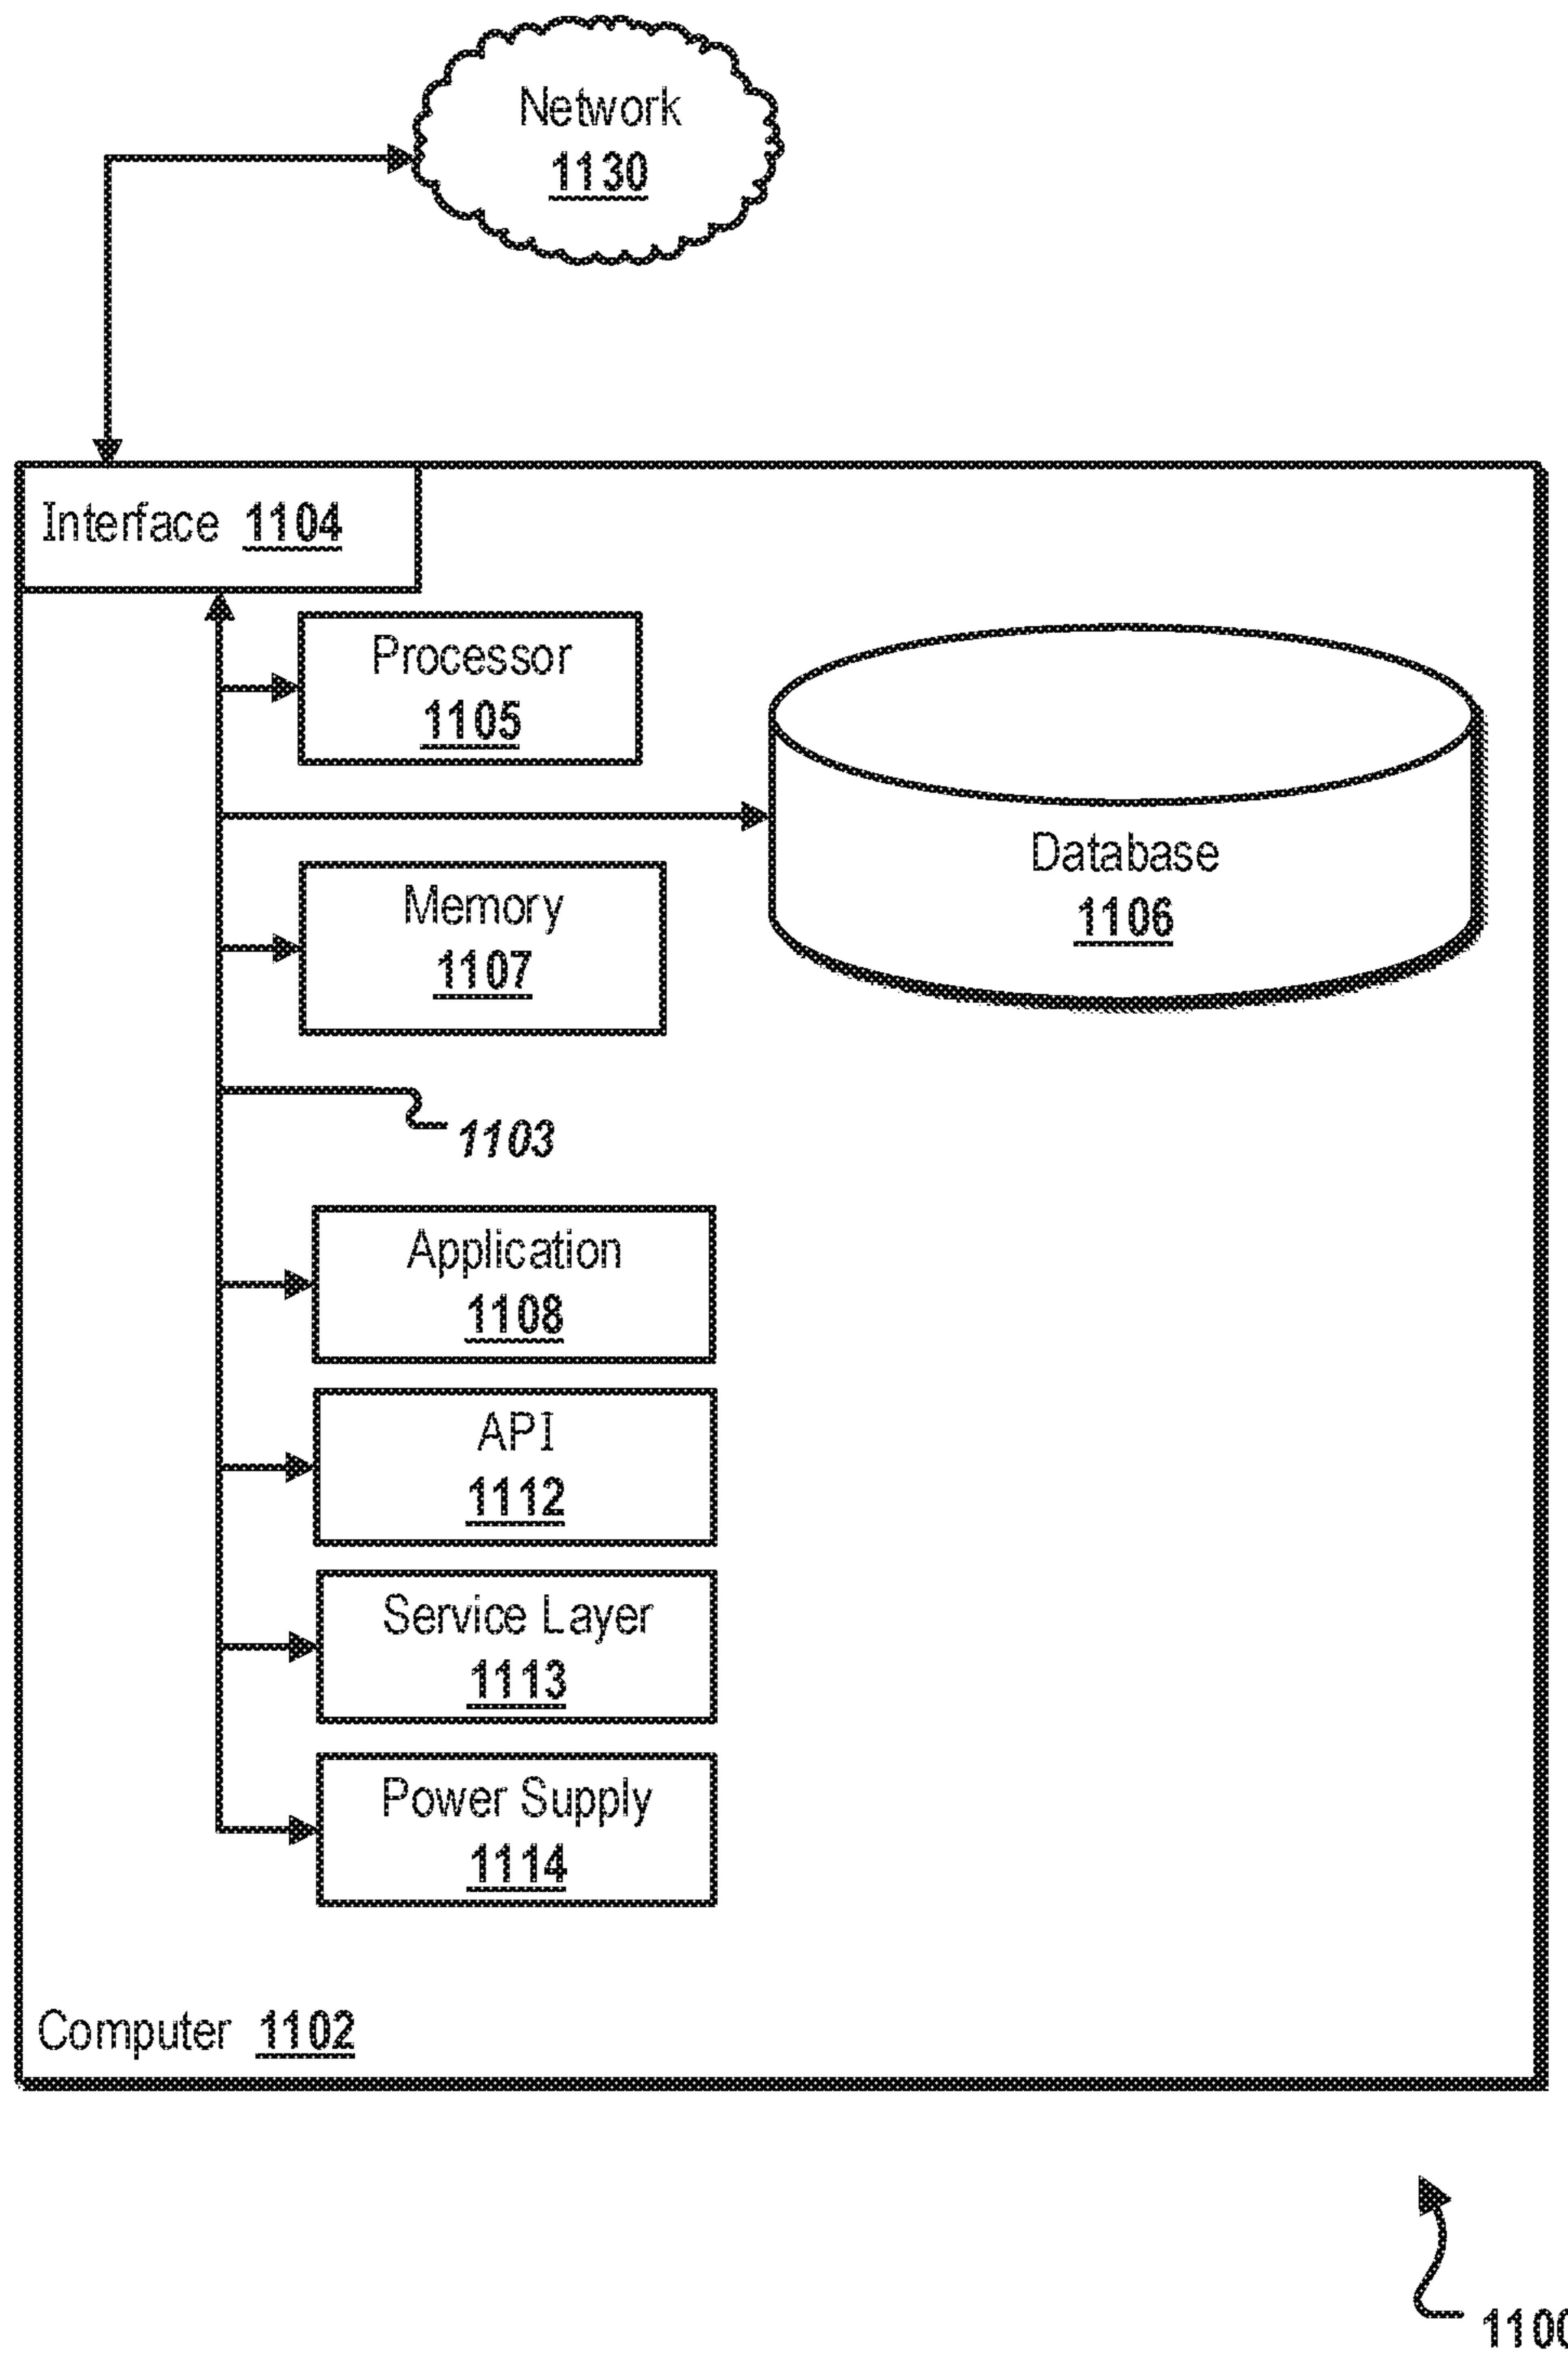 Network
1130
Interface 1104
Processor
1105
Database
1106
Memory
1107
1103
Application
1108
API
1112
Service Layer
1113
Power Supply
1114
Computer 1102
1100